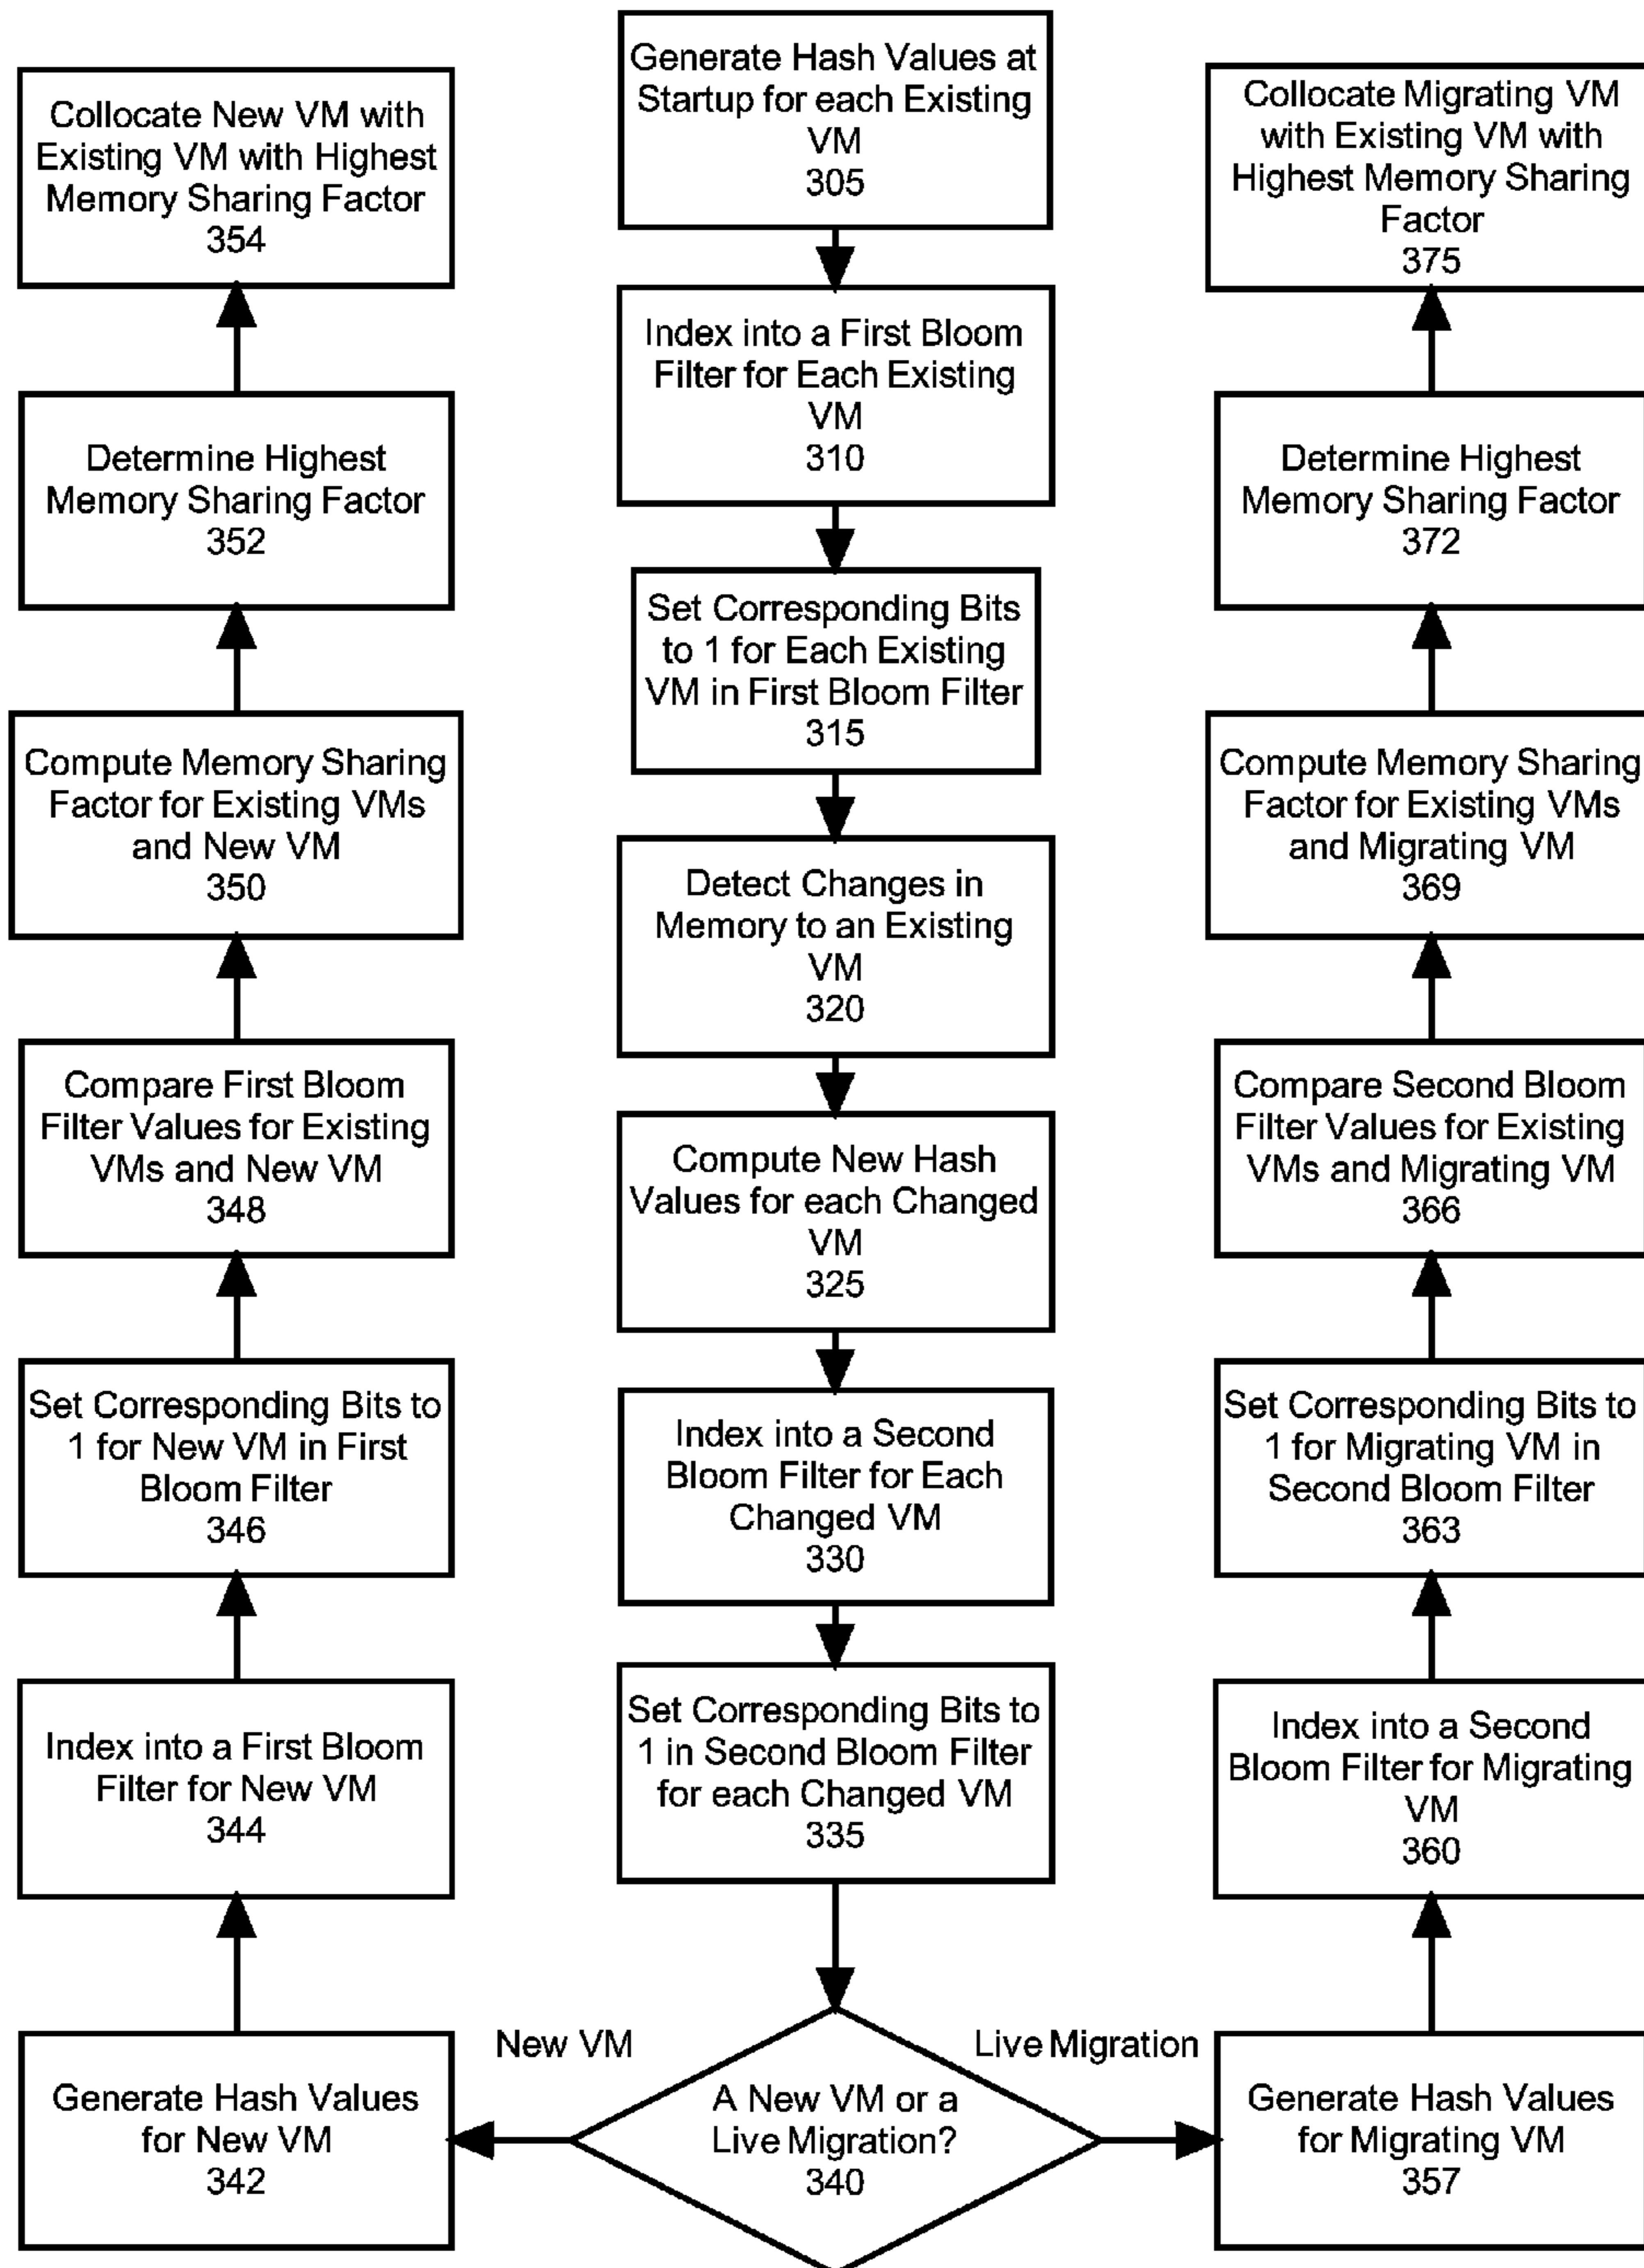 Generate Hash Values at
Startup for each Existing
VM
305
Index into a First Bloom
Filter for Each Existing
VM
310
Set Corresponding Bits
to 1 for Each Existing
VM in First Bloom Filter
315
Detect Changes in
Memory to an Existing
VM
320
Compute New Hash
Values for each Changed
VM
325
Index into a Second
Bloom Filter for Each
Changed VM
330
Set Corresponding Bits to
1 in Second Bloom Filter
for each Changed VM
335
A New VM or a
Live Migration?
340
New VM
Generate Hash Values
for New VM
342
Index into a First Bloom
Filter for New VM
344
Set Corresponding Bits to
1 for New VM in First
Bloom Filter
346
Compare First Bloom
Filter Values for Existing
VMs and New VM
348
Compute Memory Sharing
Factor for Existing VMs
and New VM
350
Determine Highest
Memory Sharing Factor
352
Collocate New VM with
Existing VM with Highest
Memory Sharing Factor
354
Live Migration
Generate Hash Values
for Migrating VM
357
Index into a Second
Bloom Filter for Migrating
VM
360
Set Corresponding Bits to
1 for Migrating VM in
Second Bloom Filter
363
Compare Second Bloom
Filter Values for Existing
VMs and Migrating VM
366
Compute Memory Sharing
Factor for Existing VMs
and Migrating VM
369
Determine Highest
Memory Sharing Factor
372
Collocate Migrating VM
with Existing VM with
Highest Memory Sharing
Factor
375